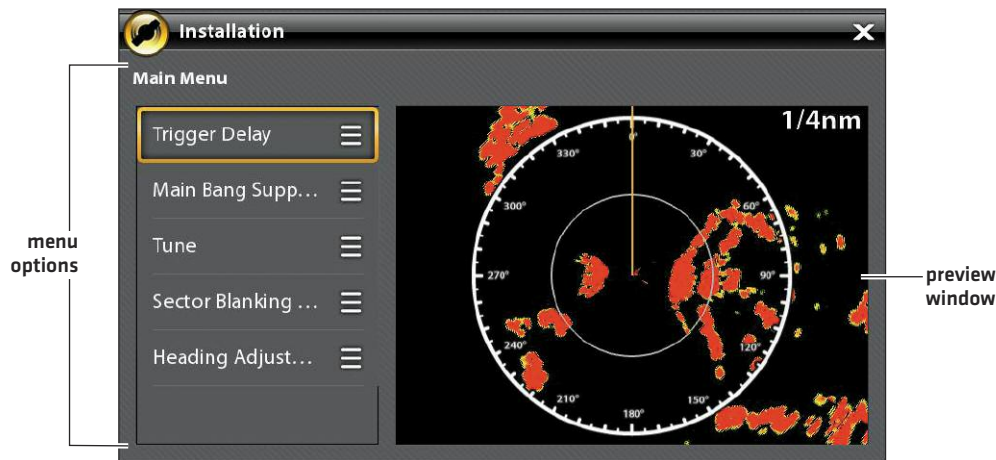 Installation
Main Menu
Trigger Delay
Main Bang Supp...
Tune
Sector Blanking ...
Heading Adjust...
menu
options
1/4nm
0°
30°
60°
90°
120°
150°
180°
210°
240°
270°
300°
330°
preview
window